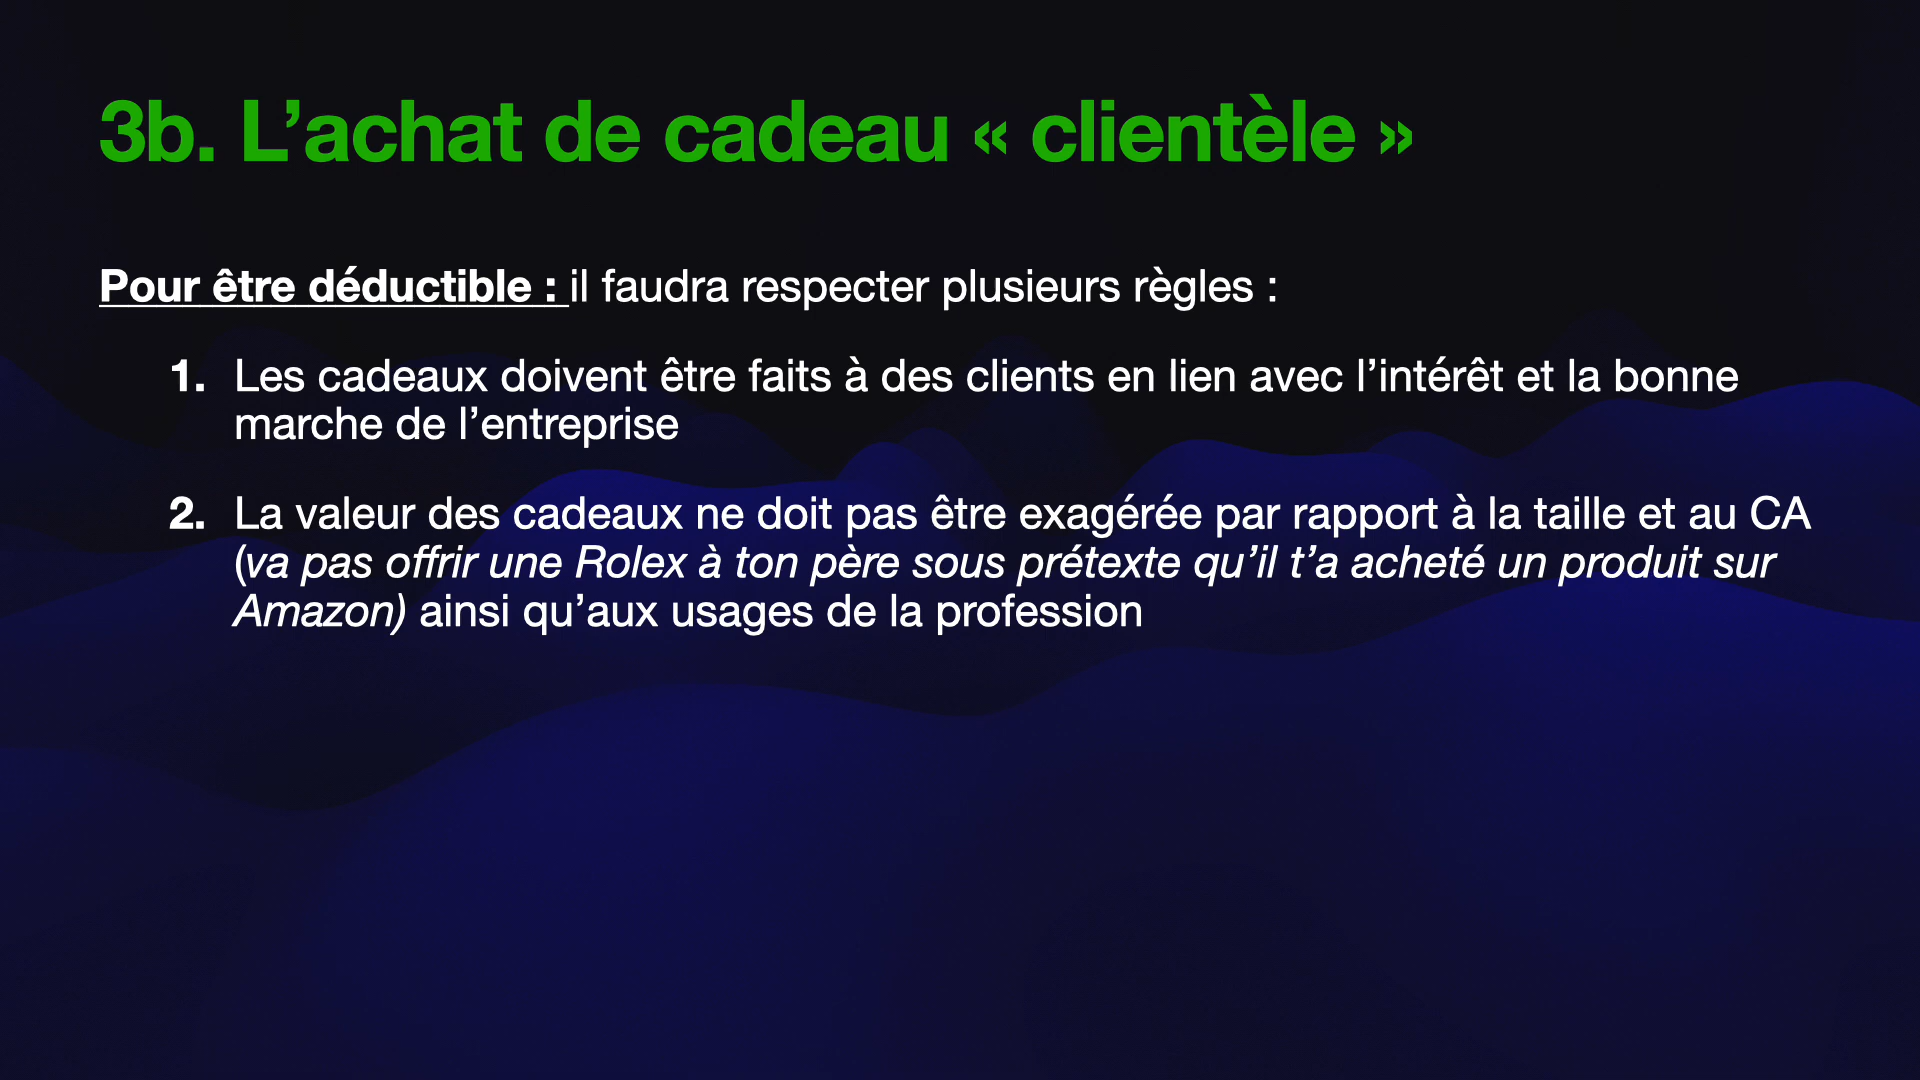 3b. L’achat de cadeau « clientèle »
Pour être déductible : il faudra respecter plusieurs règles :
1. Les cadeaux doivent être faits à des clients en lien avec l’intérêt et la bonne
marche de l’entreprise
2. La valeur des cadeaux ne doit pas être exagérée par rapport à la taille et au CA
(va pas offrir une Rolex à ton père sous prétexte qu’il t’a acheté un produit sur
Amazon) ainsi qu’aux usages de la profession